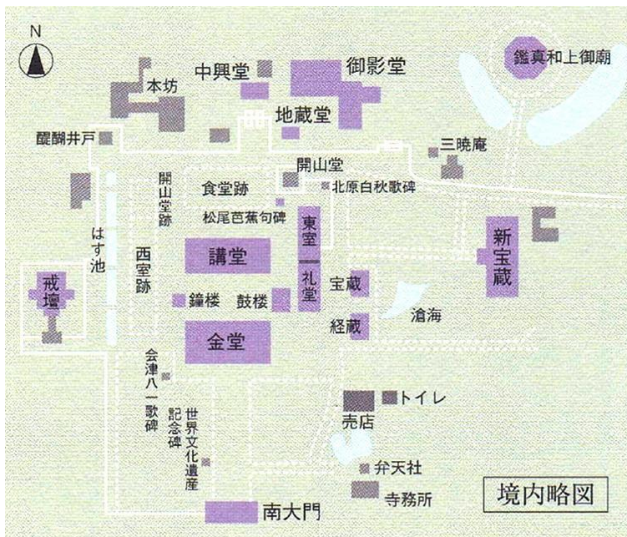 N
中興堂
御影堂
鑑真和上御廟
本坊
地蔵堂
醍醐井戸
三暁庵
開山堂
開山堂跡
食堂跡
北原白秋歌碑
松尾芭蕉句碑
東室
はす池
西室跡
講堂
新宝蔵
戒壇
礼堂
宝蔵
鐘楼
鼓楼
滄海
経蔵
金堂
会津八一歌碑
トイレ
売店
世界文化遺産
記念碑
弁天社
寺務所
境内略図
南大門